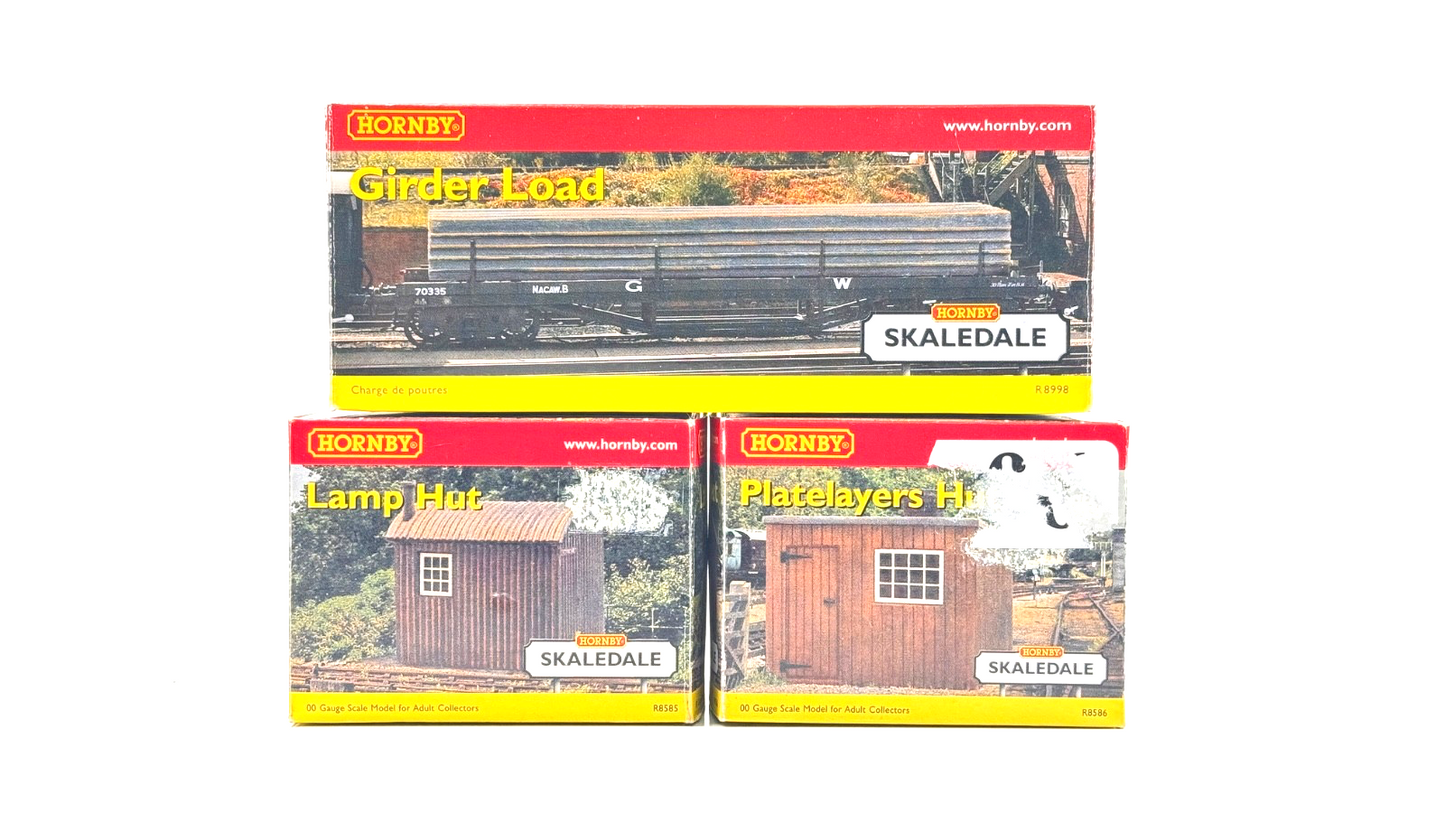 HORNBY®
www.hornby.com
Girder Load
70335
NACAW.B
G W
HORNBY®
SKALEDALE
Charge de poutres
R8998
HORNBY®
www.hornby.com
Lamp Hut
HORNBY®
SKALEDALE
00 Gauge Scale Model for Adult Collectors
R8585
HORNBY®
Platelayers
HORNBY®
SKALEDALE
00 Gauge Scale Model for Adult Collectors
R8586